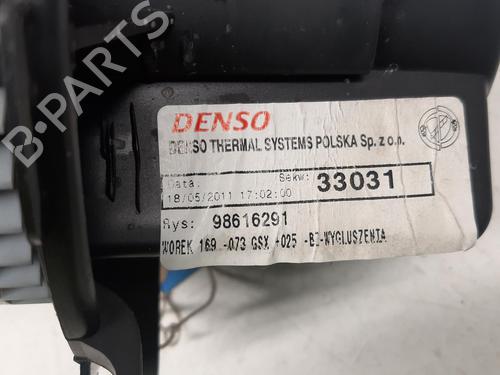 B-PARTS
DENSO
DENSO THERMAL SYSTEMS POLSKA Sp. z o.o.
Data: Sekw: 33031
18/05/2011 17:02:00
Rys: 98616291
WOREK 169 -073 GSX +025 -BEZ-WYGLUSZENIA